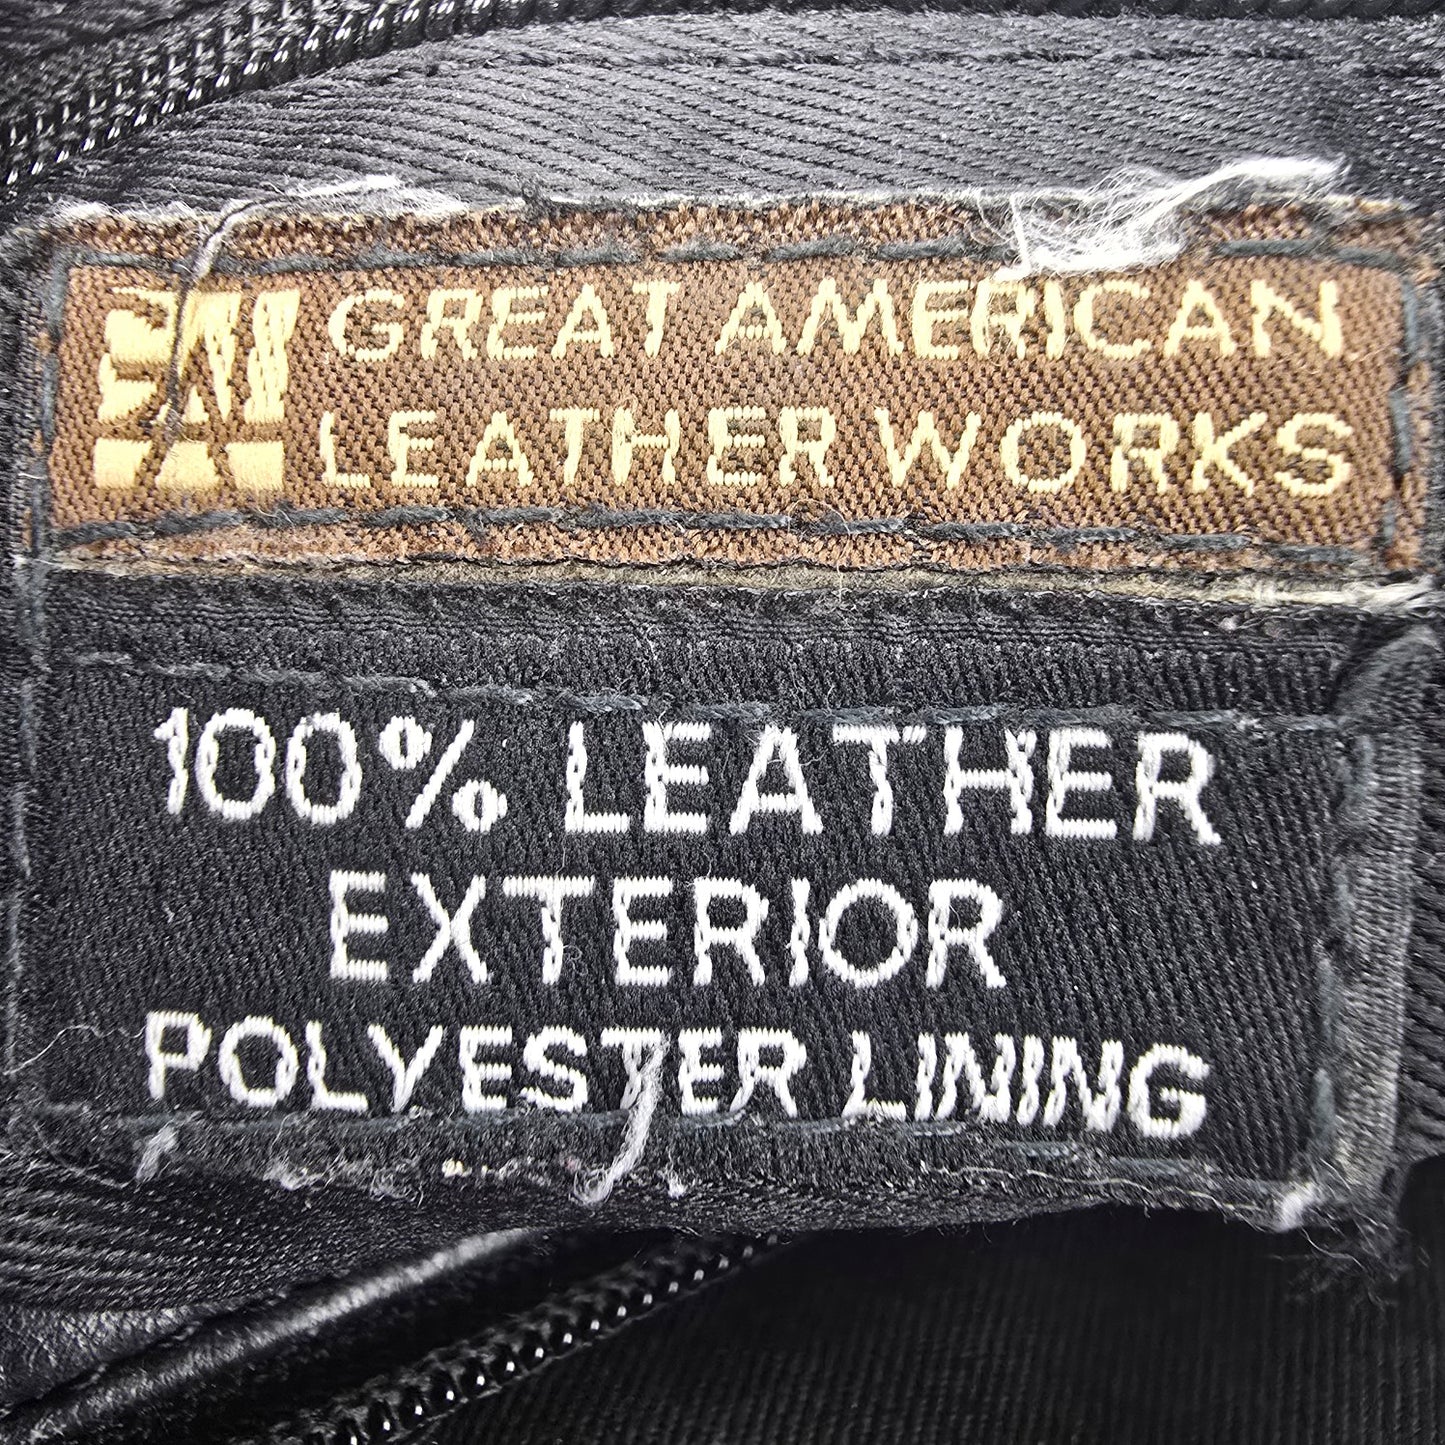 GREAT AMERICAN
LEATHER WORKS
100% LEATHER
EXTERIOR
POLYESTER LINING